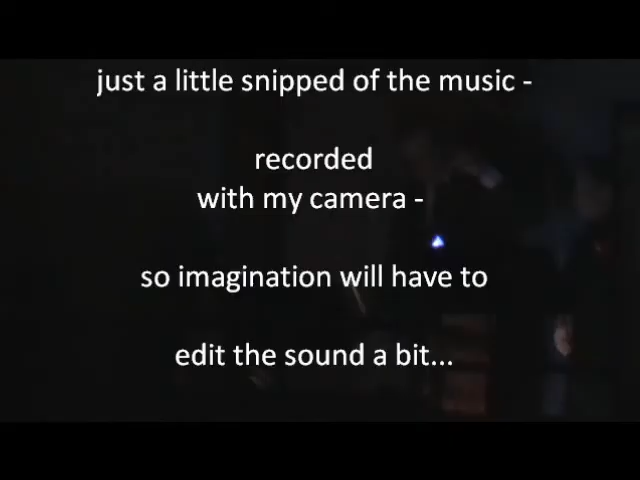 just a little snipped of the music -
recorded
with my camera -
so imagination will have to
edit the sound a bit...